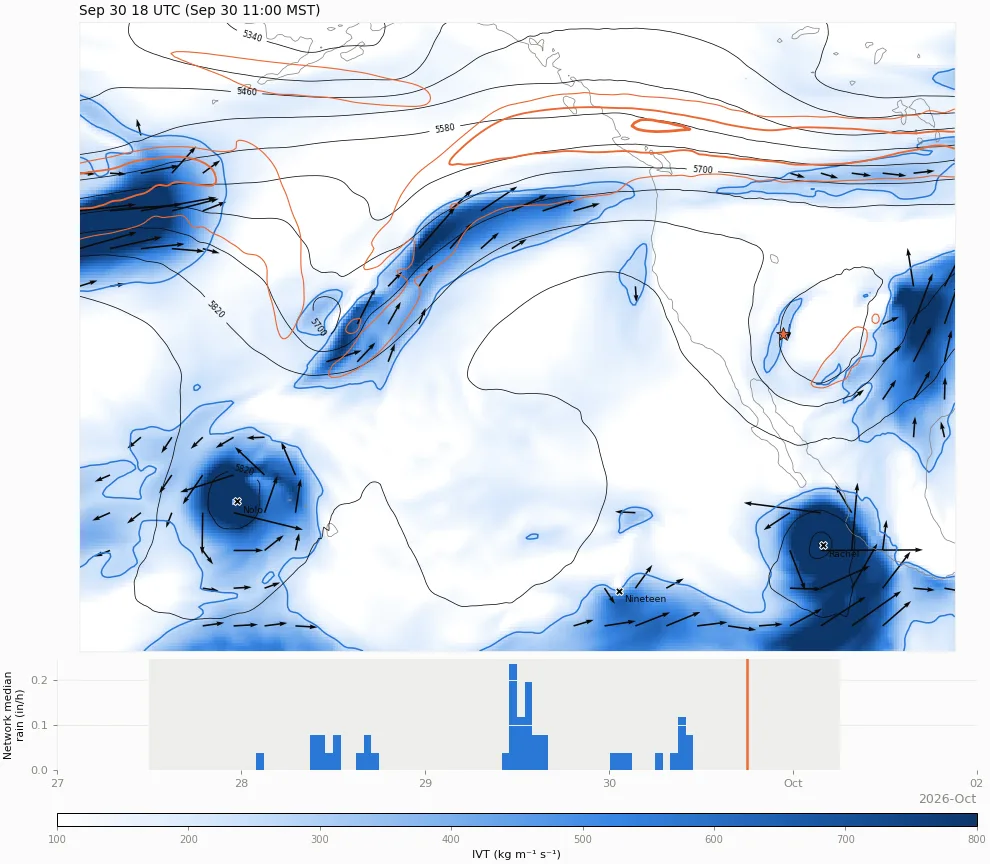 Sep 30 18 UTC (Sep 30 11:00 MST)
5340
5460
5580
5700
5820
5700
5820
Nolo
Rachel
Nineteen
Network median
rain (in/h)
0.2
0.1
0.0
27
28
29
30
Oct
02
2026-Oct
100
200
300
400
500
600
700
800
IVT (kg m⁻¹ s⁻¹)